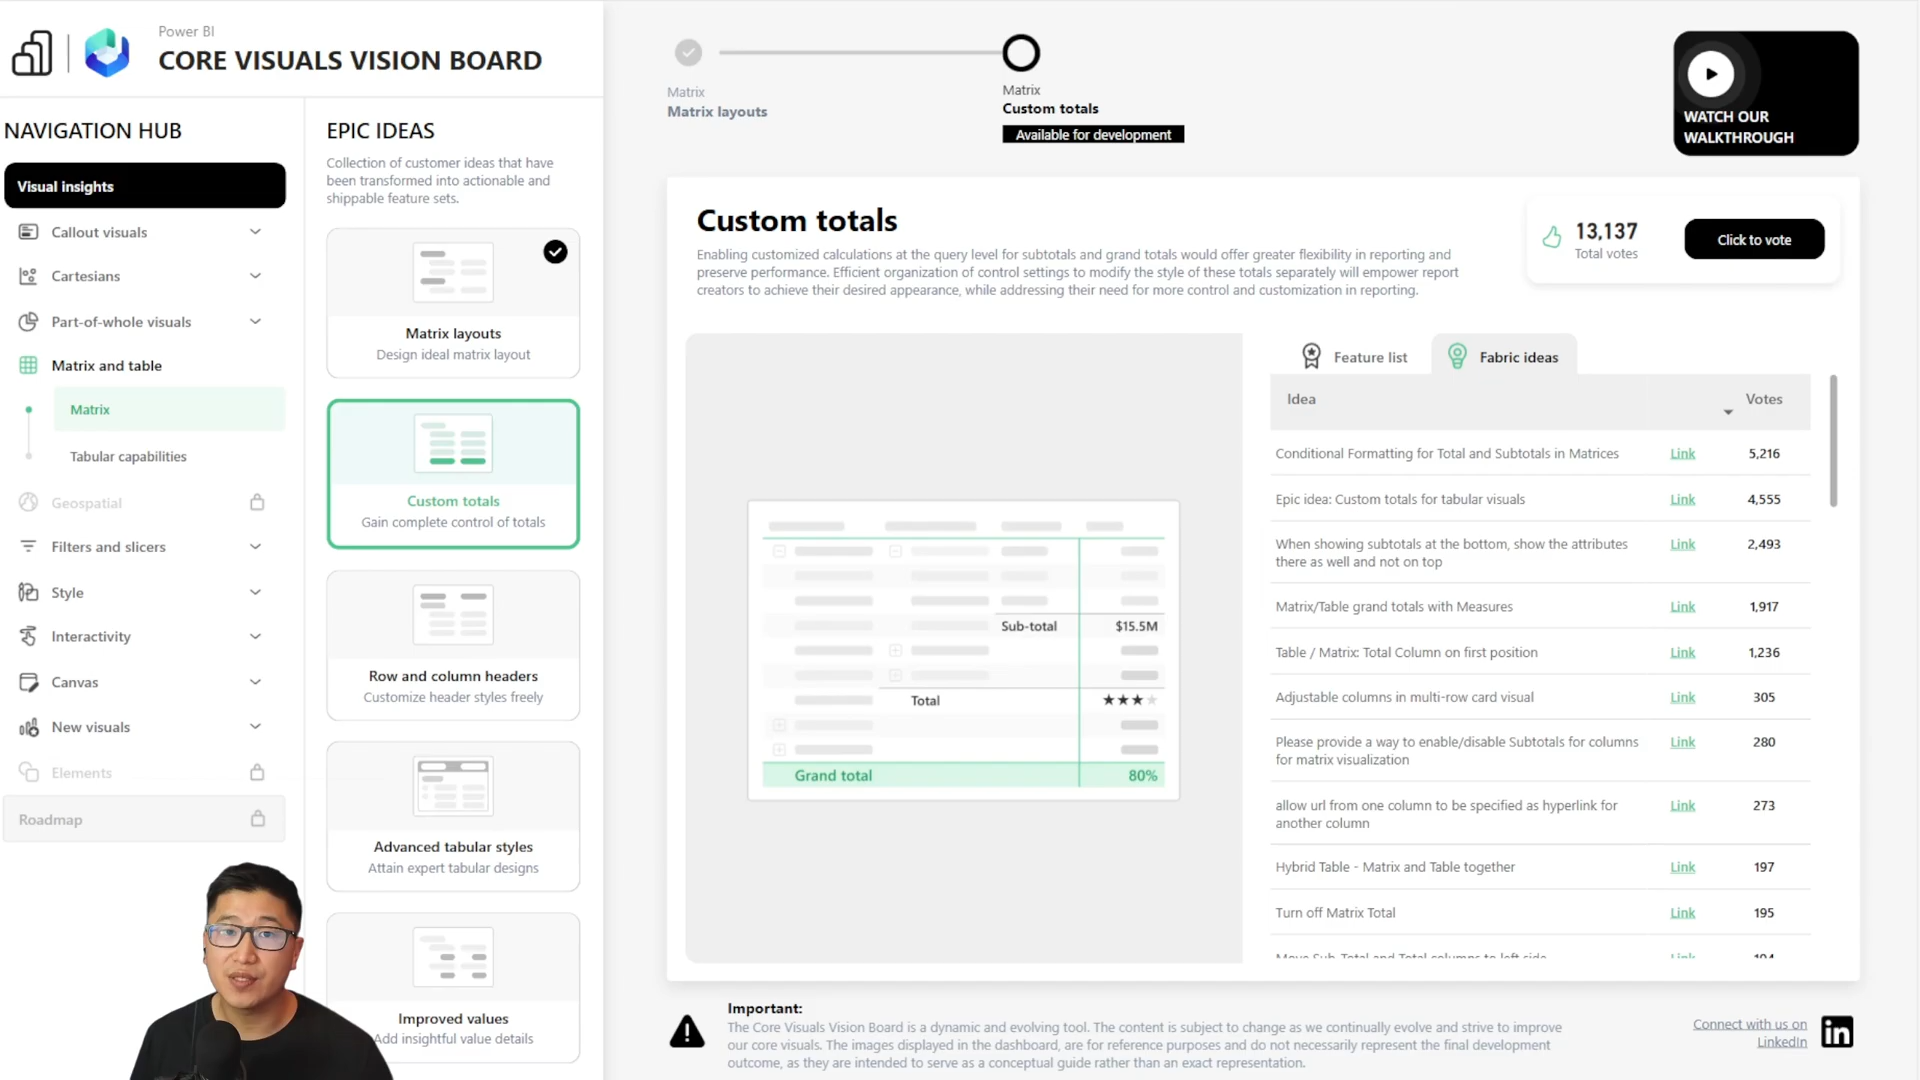 Power BI
CORE VISUALS VISION BOARD
NAVIGATION HUB
Visual insights
Callout visuals
Cartesians
Part-of-whole visuals
Matrix and table
Matrix
Tabular capabilities
Geospatial
Filters and slicers
Style
Interactivity
Canvas
New visuals
Elements
Roadmap
EPIC IDEAS
Collection of customer ideas that have
been transformed into actionable and
shippable feature sets.
Matrix layouts
Design ideal matrix layout
Custom totals
Gain complete control of totals
Row and column headers
Customize header styles freely
Advanced tabular styles
Attain expert tabular designs
Improved values
Add insightful value details
Matrix
Matrix layouts
Matrix
Custom totals
Available for development
WATCH OUR
WALKTHROUGH
Custom totals
Enabling customized calculations at the query level for subtotals and grand totals would offer greater flexibility in reporting and
preserve performance. Efficient organization of control settings to modify the style of these totals separately will empower report
creators to achieve their desired appearance, while addressing their need for more control and customization in reporting.
13,137
Total votes
Click to vote
Sub-total $15.5M
Total
Grand total 80%
Feature list
Fabric ideas
Idea Votes
Conditional Formatting for Total and Subtotals in Matrices Link 5,216
Epic idea: Custom totals for tabular visuals Link 4,555
When showing subtotals at the bottom, show the attributes
there as well and not on top Link 2,493
Matrix/Table grand totals with Measures Link 1,917
Table / Matrix: Total Column on first position Link 1,236
Adjustable columns in multi-row card visual Link 305
Please provide a way to enable/disable Subtotals for columns
for matrix visualization Link 280
allow url from one column to be specified as hyperlink for
another column Link 273
Hybrid Table - Matrix and Table together Link 197
Turn off Matrix Total Link 195
Move Sub-Total and Total columns to left side Link 194
Important:
The Core Visuals Vision Board is a dynamic and evolving tool. The content is subject to change as we continually evolve and strive to improve
our core visuals. The images displayed in the dashboard, are for reference purposes and do not necessarily represent the final development
outcome, as they are intended to serve as a conceptual guide rather than an exact representation.
Connect with us on
LinkedIn
in